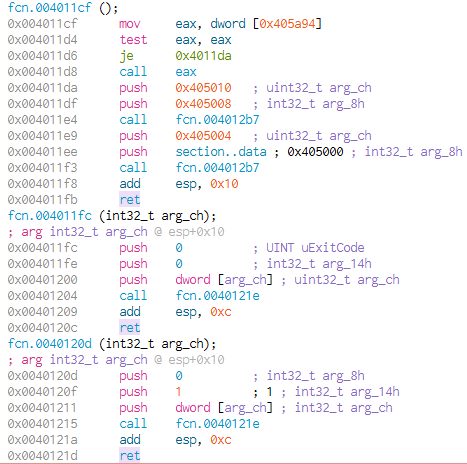 fcn.004011cf ();
0x004011cf mov eax, dword [0x405a94]
0x004011d4 test eax, eax
0x004011d6 je 0x4011da
0x004011d8 call eax
0x004011da push 0x405010 ; uint32_t arg_ch
0x004011df push 0x405008 ; int32_t arg_8h
0x004011e4 call fcn.004012b7
0x004011e9 push 0x405004 ; uint32_t arg_ch
0x004011ee push section..data ; 0x405000 ; int32_t arg_8h
0x004011f3 call fcn.004012b7
0x004011f8 add esp, 0x10
0x004011fb ret
fcn.004011fc (int32_t arg_ch);
; arg int32_t arg_ch @ esp+0x10
0x004011fc push 0 ; UINT uExitCode
0x004011fe push 0 ; int32_t arg_14h
0x00401200 push dword [arg_ch] ; uint32_t arg_ch
0x00401204 call fcn.0040121e
0x00401209 add esp, 0xc
0x0040120c ret
fcn.0040120d (int32_t arg_ch);
; arg int32_t arg_ch @ esp+0x10
0x0040120d push 0 ; int32_t arg_8h
0x0040120f push 1 ; 1 ; int32_t arg_14h
0x00401211 push dword [arg_ch] ; int32_t arg_ch
0x00401215 call fcn.0040121e
0x0040121a add esp, 0xc
0x0040121d ret